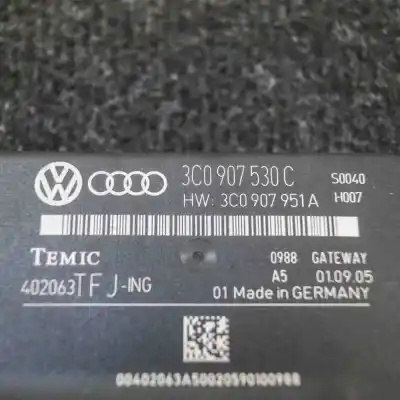 3C0 907 530 C S0040
HW: 3C0 907 951 A H007
TEMIC 0988 GATEWAY
402063TFJ-ING A5 01.09.05
01 Made in GERMANY
00402063A50020590100988